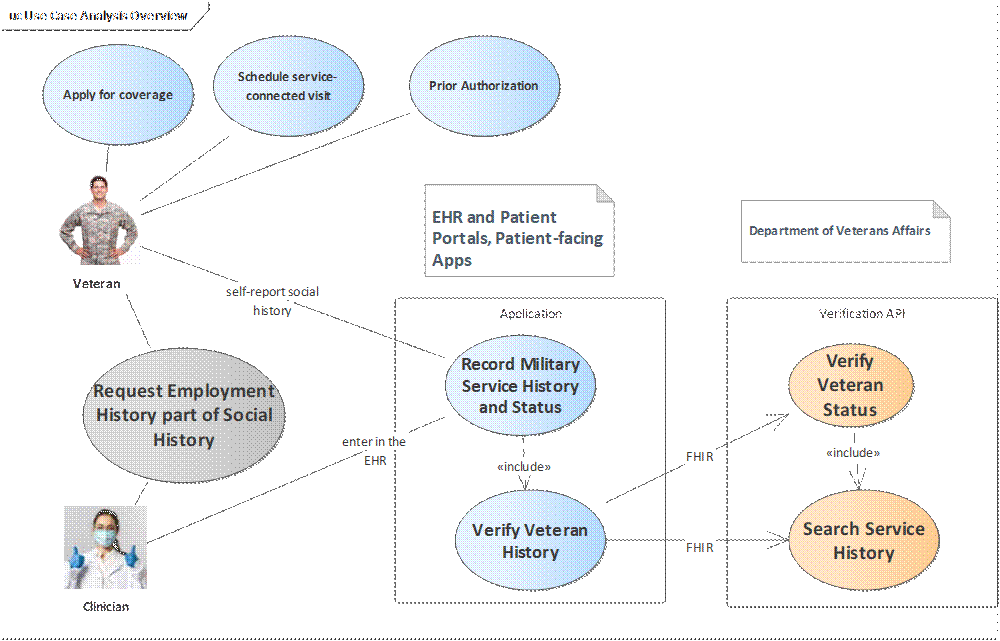 uc Use Case Analysis Overview
Apply for coverage
Schedule service-
connected visit
Prior Authorization
Veteran
EHR and Patient
Portals, Patient-facing
Apps
Department of Veterans Affairs
self-report social
history
Application
Verification API
Record Military
Service History
and Status
Verify
Veteran
Status
Request Employment
History part of Social
History
enter in the
EHR
«include»
FHIR
«include»
Verify Veteran
History
FHIR
Search Service
History
Clinician